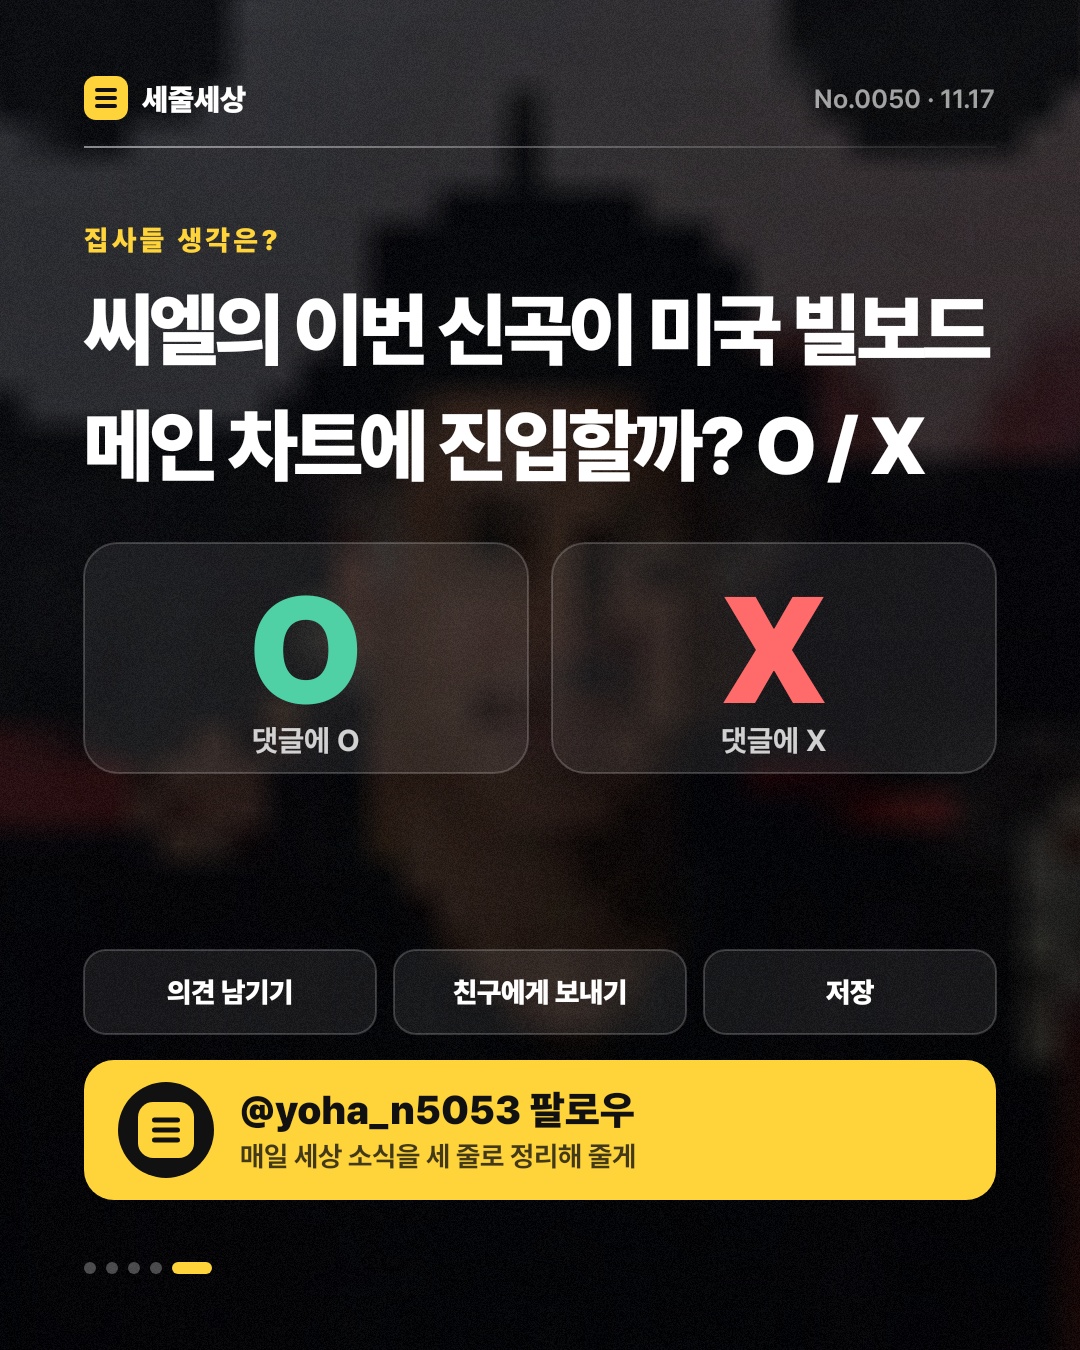 세줄세상
No.0050 · 11.17
집사들 생각은?
씨엘의 이번 신곡이 미국 빌보드
메인 차트에 진입할까? O / X
O
댓글에 O
X
댓글에 X
의견 남기기
친구에게 보내기
저장
@yoha_n5053 팔로우
매일 세상 소식을 세 줄로 정리해 줄게